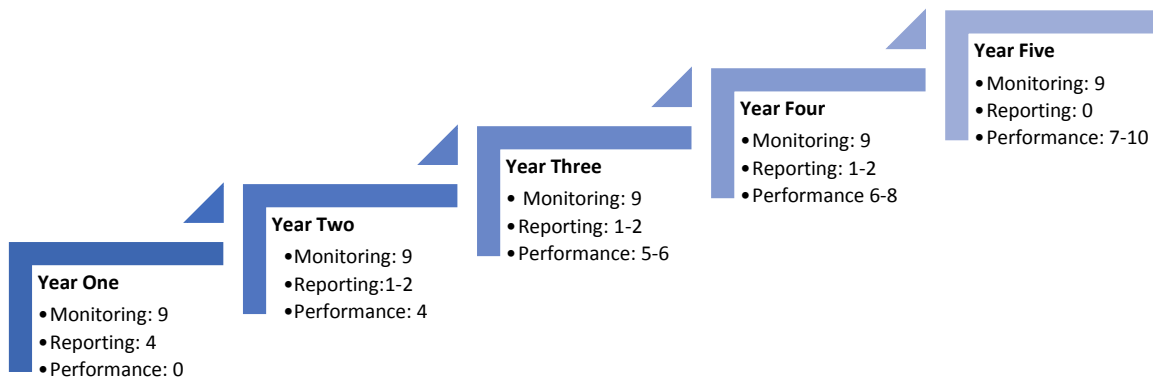 Year One
•Monitoring: 9
•Reporting: 4
•Performance: 0
Year Two
•Monitoring: 9
•Reporting:1-2
•Performance: 4
Year Three
• Monitoring: 9
•Reporting: 1-2
•Performance: 5-6
Year Four
•Monitoring: 9
•Reporting: 1-2
•Performance 6-8
Year Five
•Monitoring: 9
•Reporting: 0
•Performance: 7-10